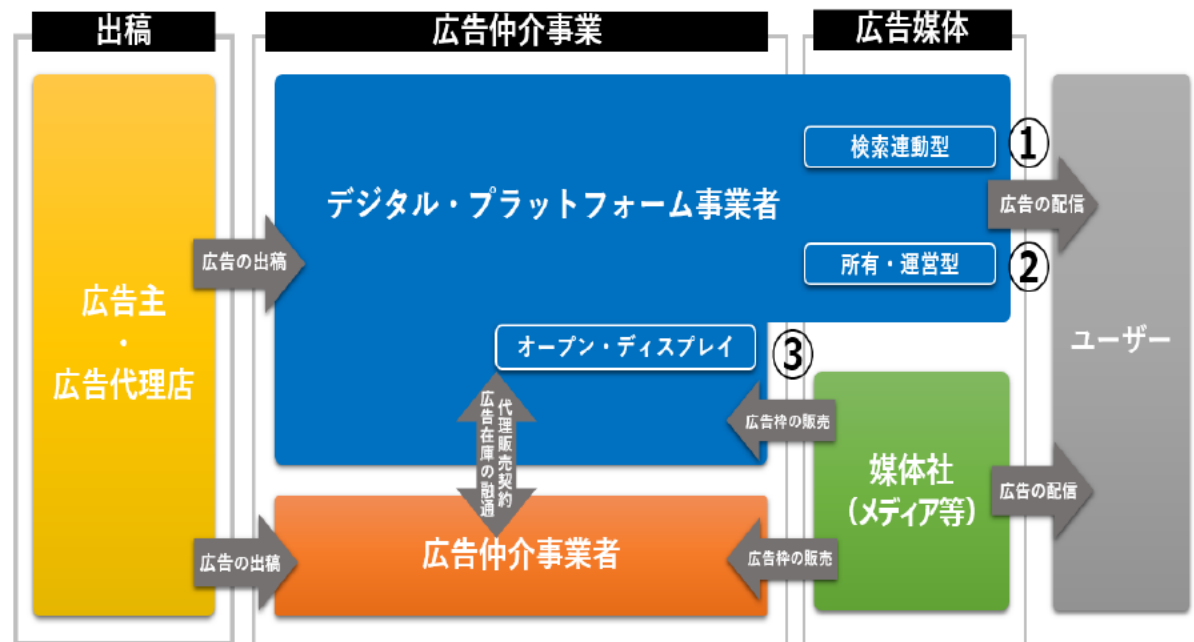 出稿
広告仲介事業
広告媒体
検索連動型
①
デジタル・プラットフォーム事業者
広告の配信
広告の出稿
所有・運営型
②
広告主
・
広告代理店
オープン・ディスプレイ
③
ユーザー
代理販売契約
広告在庫の融通
広告枠の販売
媒体社
(メディア等)
広告の配信
広告仲介事業者
広告の出稿
広告枠の販売